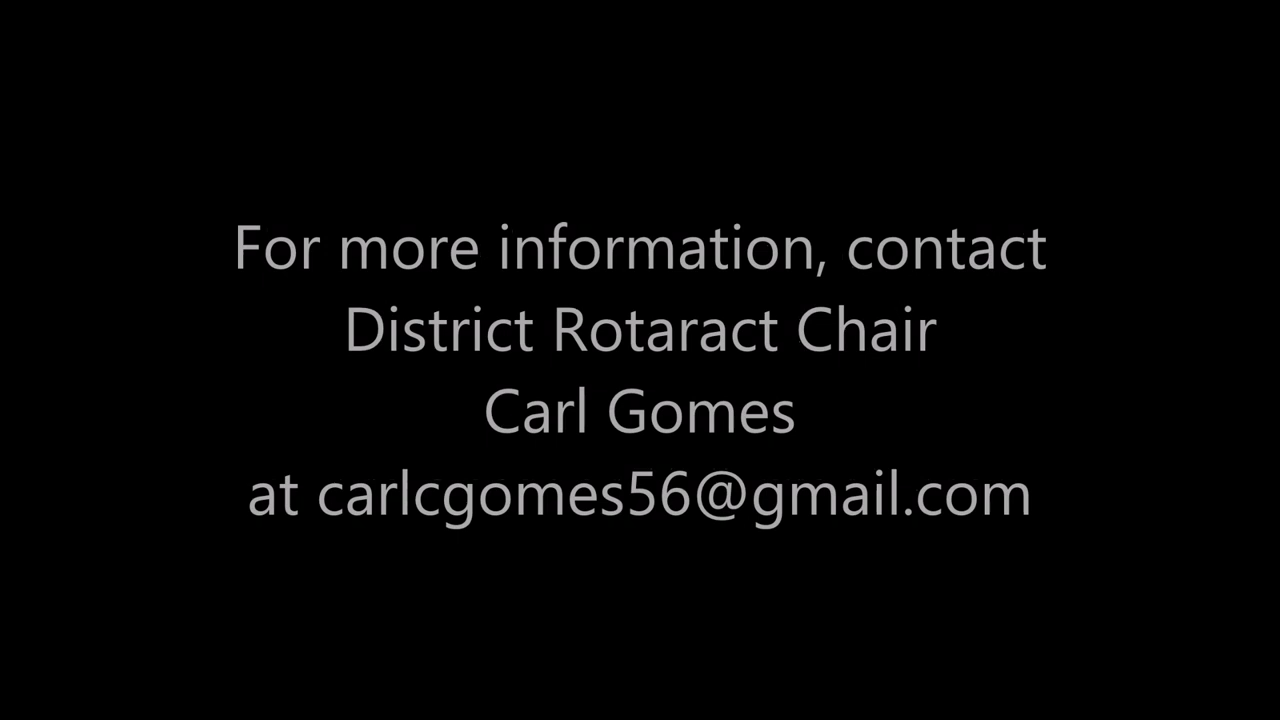 For more information, contact
District Rotaract Chair
Carl Gomes
at carlcgomes56@gmail.com